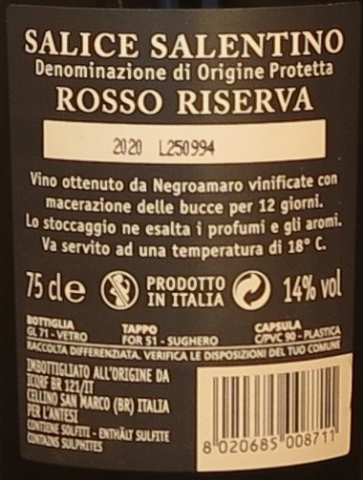 SALICE SALENTINO
Denominazione di Origine Protetta
ROSSO RISERVA
2020 L250994
Vino ottenuto da Negroamaro vinificate con
macerazione delle bucce per 12 giorni.
Lo stoccaggio ne esalta i profumi e gli aromi.
Va servito ad una temperatura di 18° C.
75 cl e PRODOTTO IN ITALIA 14% vol
BOTTIGLIA TAPPO CAPSULA
GL 71 - VETRO FOR 51 - SUGHERO C/PVC 90 - PLASTICA
RACCOLTA DIFFERENZIATA. VERIFICA LE DISPOSIZIONI DEL TUO COMUNE
IMBOTTIGLIATO ALL'ORIGINE DA
ICQRF BR 121/IT
CELLINO SAN MARCO (BR) ITALIA
PER L'ANTESI
CONTIENE SOLFITI - ENTHÄLT SULFITE
CONTAINS SULPHITES
8 020685 008711